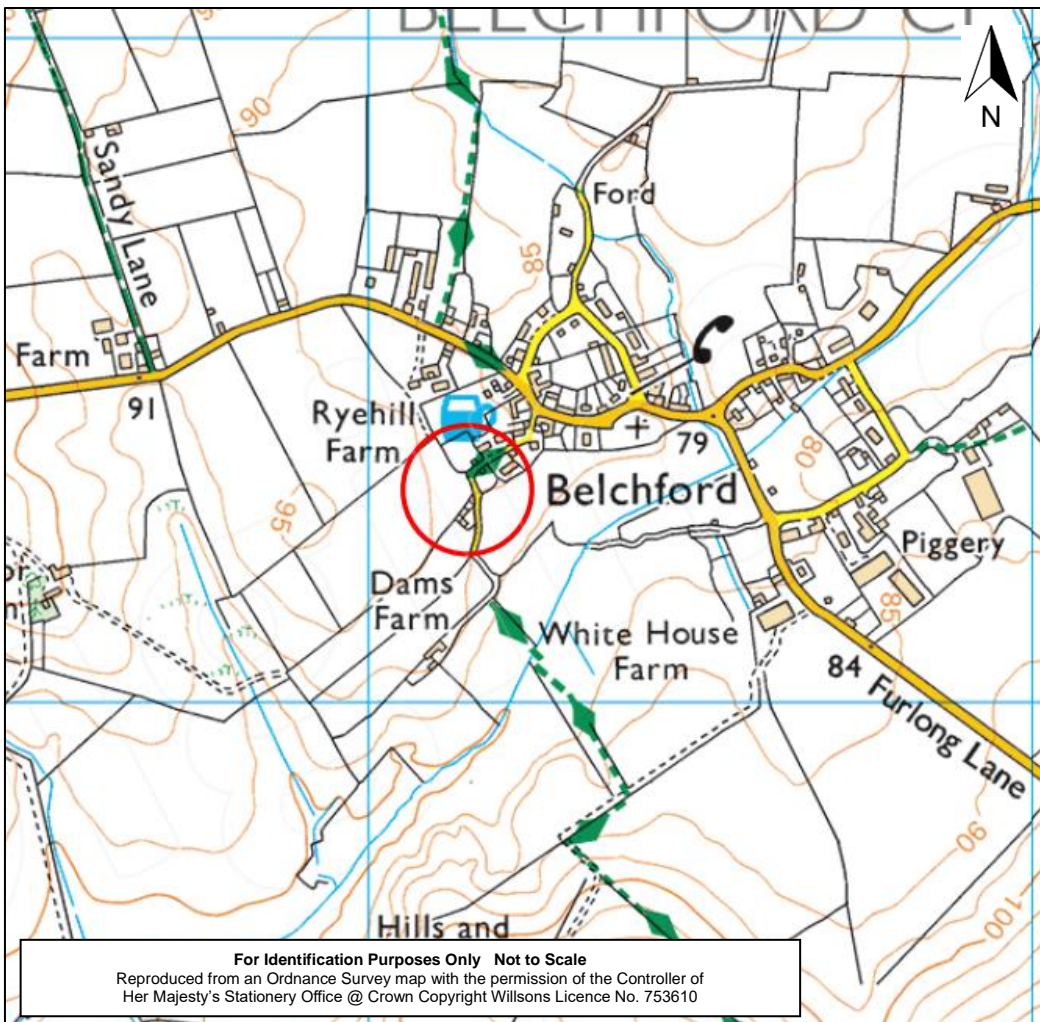 BELCHFORD C
N
96
Sandy Lane
Ford
85
Farm
91
Ryehill
Farm
79
Belchford
80
95
Piggery
Dams
Farm
85
White House
Farm
84
Furlong Lane
90
100
Hills and
For Identification Purposes Only Not to Scale
Reproduced from an Ordnance Survey map with the permission of the Controller of
Her Majesty's Stationery Office @ Crown Copyright Willsons Licence No. 753610